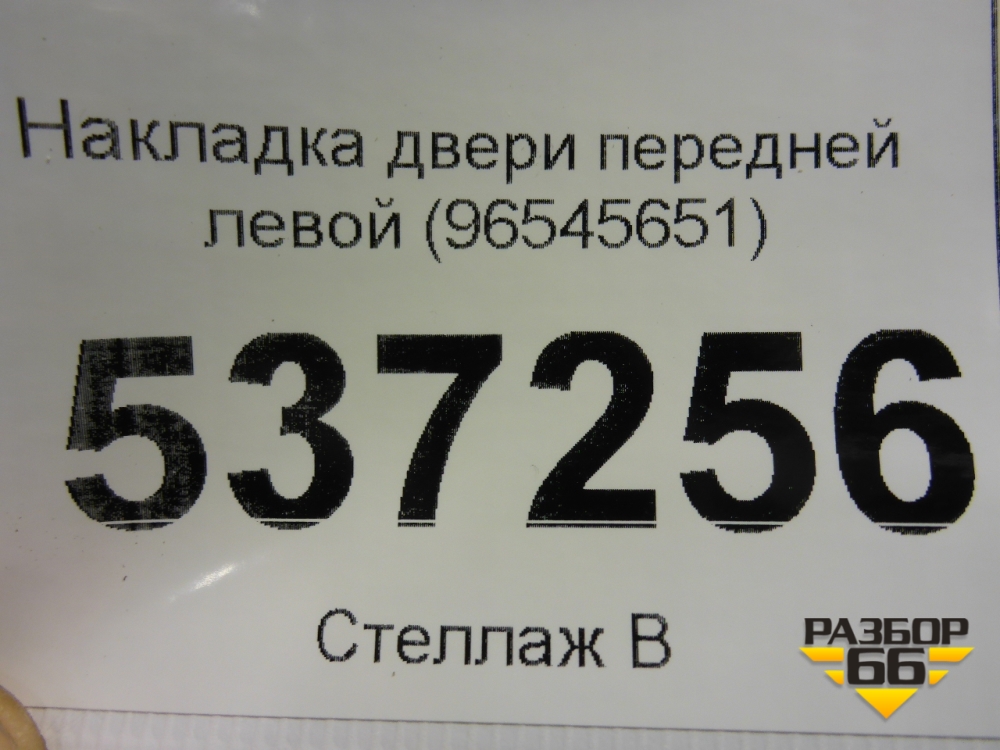 Накладка двери передней
левой (96545651)
537256
Стеллаж В
РАЗБОР
66